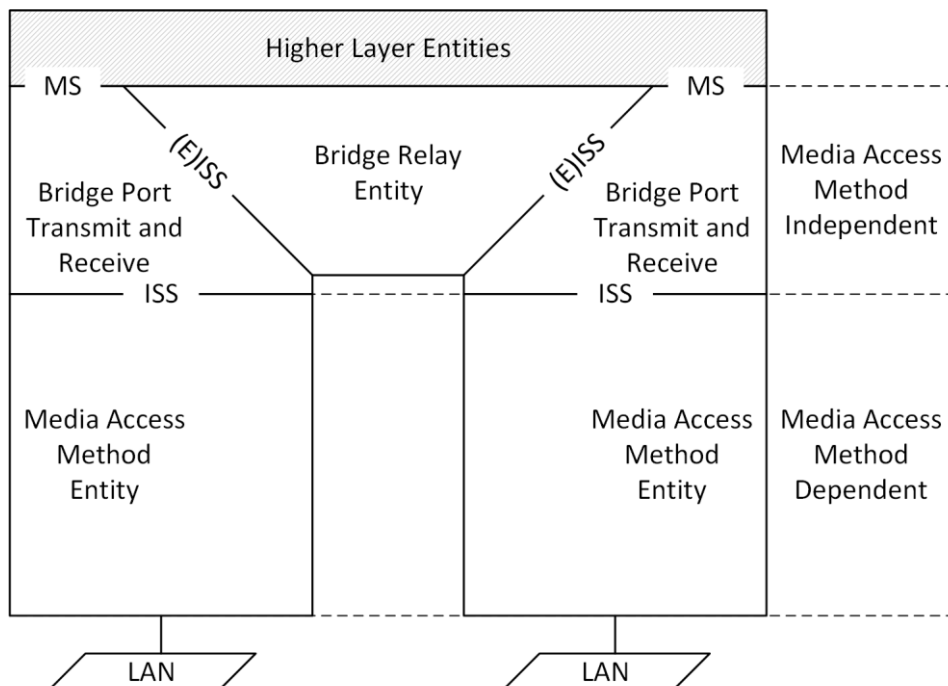 Higher Layer Entities
MS
MS
(E)ISS
(E)ISS
Bridge Relay
Entity
Bridge Port
Transmit and
Receive
Bridge Port
Transmit and
Receive
Media Access
Method
Independent
ISS
ISS
Media Access
Method
Entity
Media Access
Method
Entity
Media Access
Method
Dependent
LAN
LAN